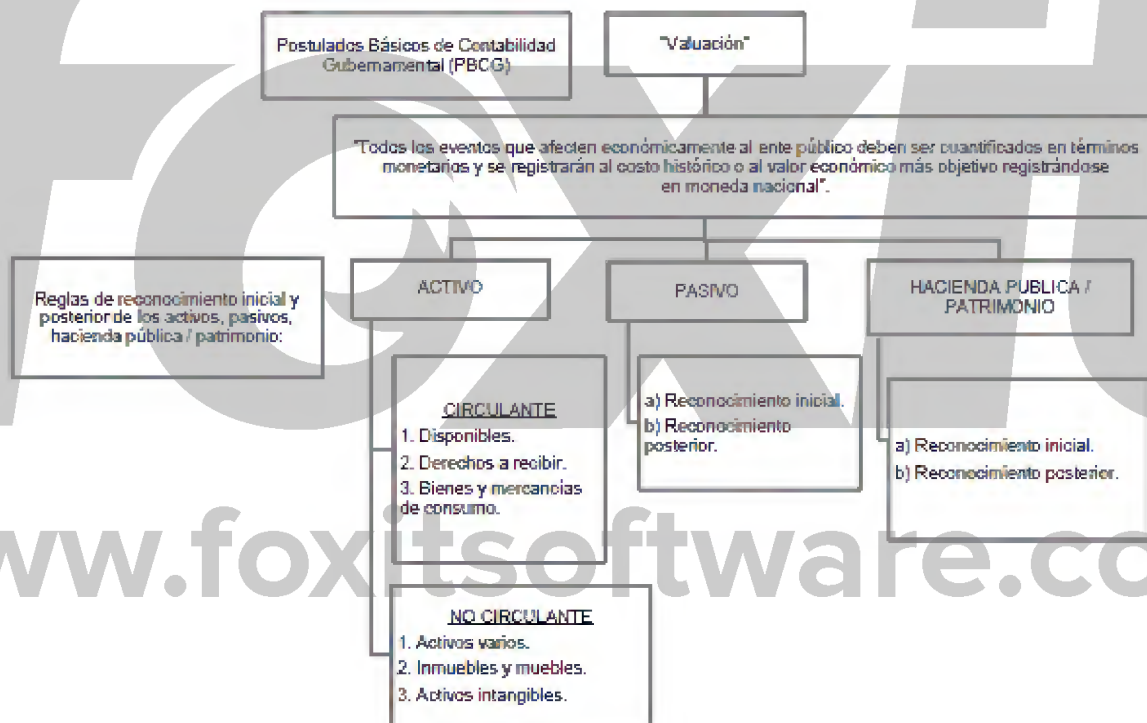 Postulados Básicos de Contabilidad
Gubernamental (PBCG)
"Valuación"
"Todos los eventos que afecten económicamente al ente público deben ser cuantificados en términos
monetarios y se registrarán al costo histórico o al valor económico más objetivo registrándose
en moneda nacional".
Reglas de reconocimiento inicial y
posterior de los activos, pasivos,
hacienda pública / patrimonio:
ACTIVO
PASIVO
HACIENDA PUBLICA /
PATRIMONIO
CIRCULANTE
1. Disponibles.
2. Derechos a recibir.
3. Bienes y mercancías
de consumo.
a) Reconocimiento inicial.
b) Reconocimiento
posterior.
a) Reconocimiento inicial.
b) Reconocimiento posterior.
NO CIRCULANTE
1. Activos varios.
2. Inmuebles y muebles.
3. Activos intangibles.
foxit
ww.foxitsoftware.co